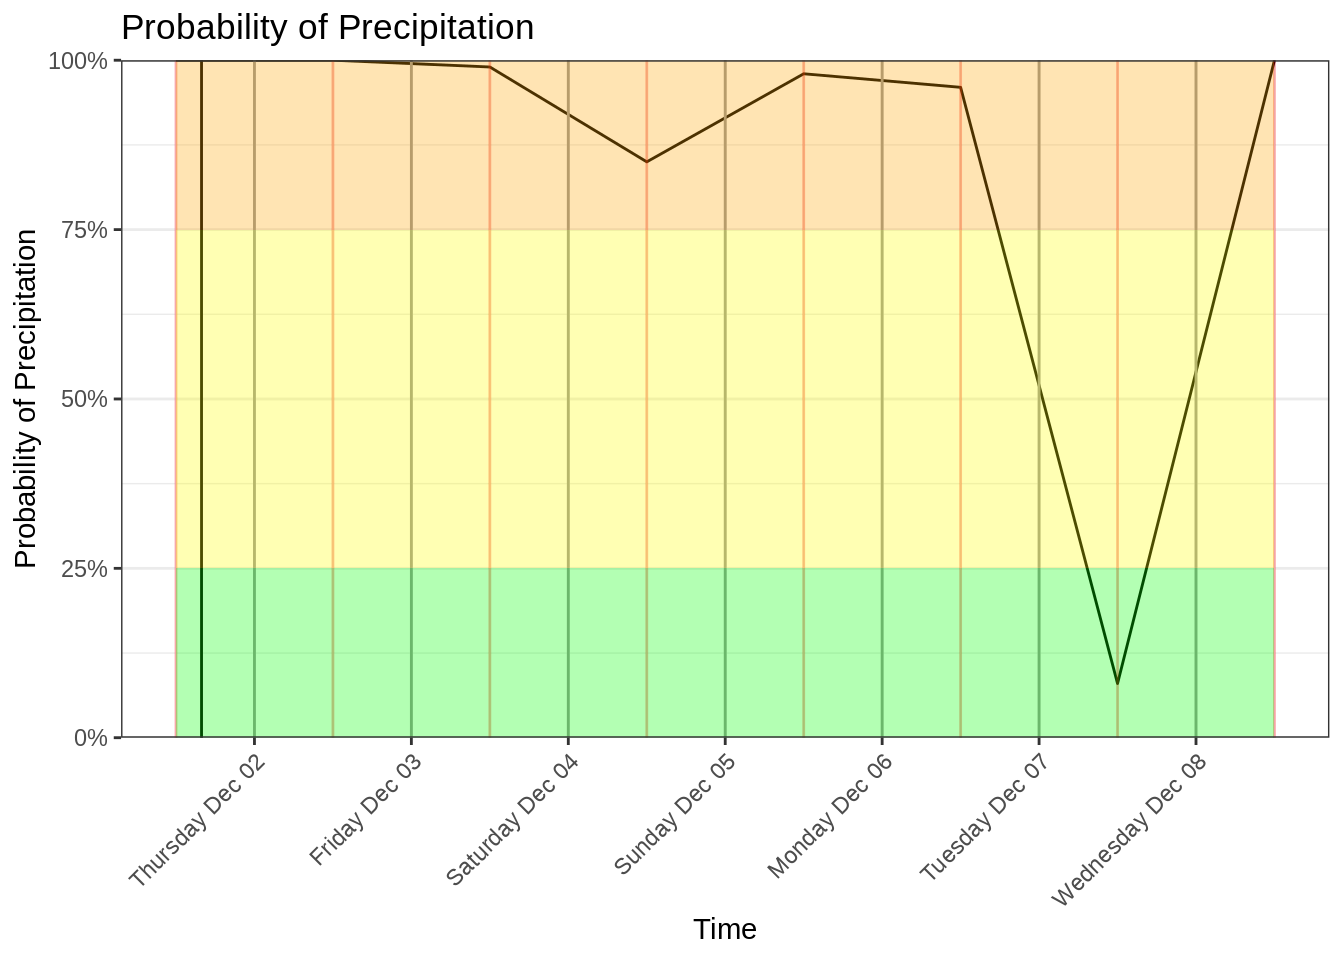 Probability of Precipitation
Probability of Precipitation
100%
75%
50%
25%
0%
Thursday Dec 02
Friday Dec 03
Saturday Dec 04
Sunday Dec 05
Monday Dec 06
Tuesday Dec 07
Wednesday Dec 08
Time